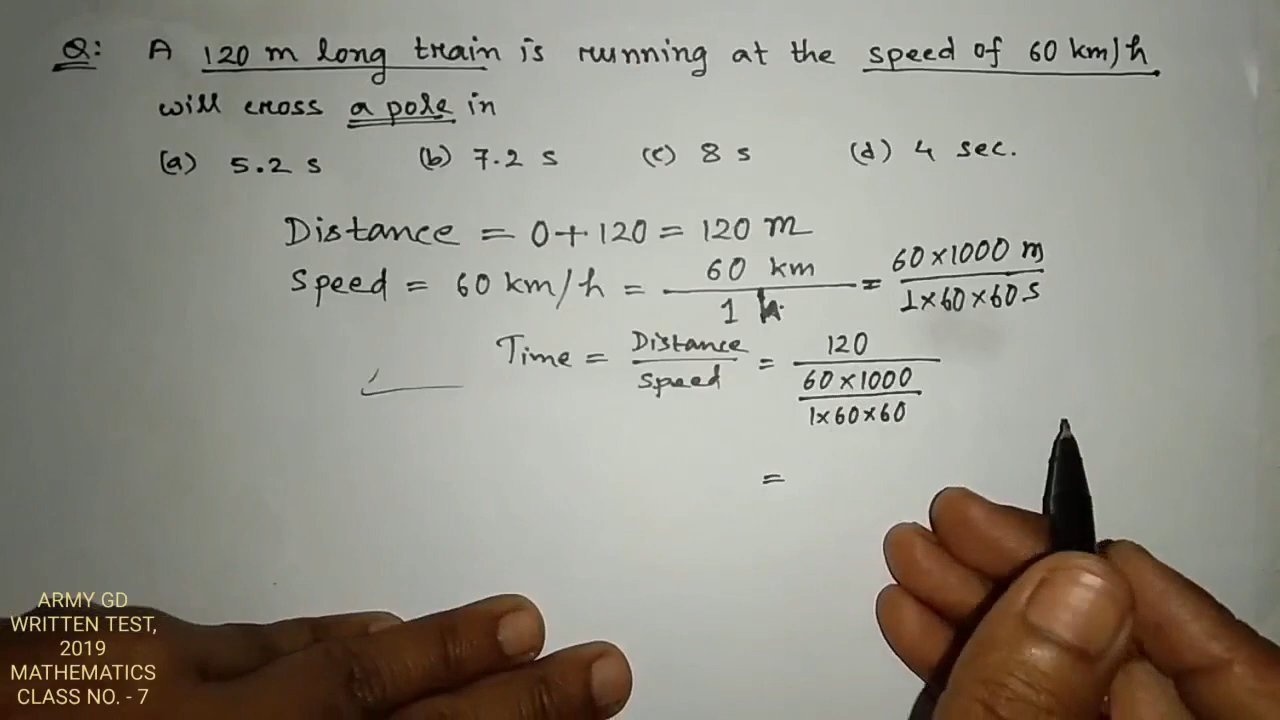 Q: A 120 m long train is running at the speed of 60 km/h
will cross a pole in
(a) 5.2 s (b) 7.2 s (c) 8 s (d) 4 sec.
Distance = 0+120 = 120 m
Speed = 60 km/h = 60 km / 1 h = 60×1000 m / 1×60×60 s
Time = Distance / Speed = 120 / 60×1000 / 1×60×60
=
ARMY GD
WRITTEN TEST,
2019
MATHEMATICS
CLASS NO. - 7